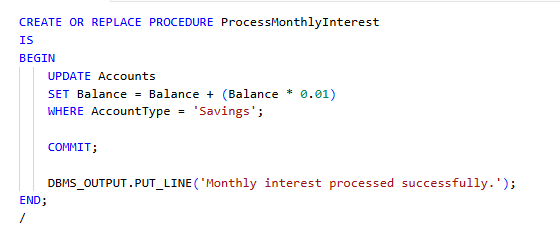 CREATE OR REPLACE PROCEDURE ProcessMonthlyInterest
IS
BEGIN
    UPDATE Accounts
    SET Balance = Balance + (Balance * 0.01)
    WHERE AccountType = 'Savings';

    COMMIT;

    DBMS_OUTPUT.PUT_LINE('Monthly interest processed successfully.');
END;
/